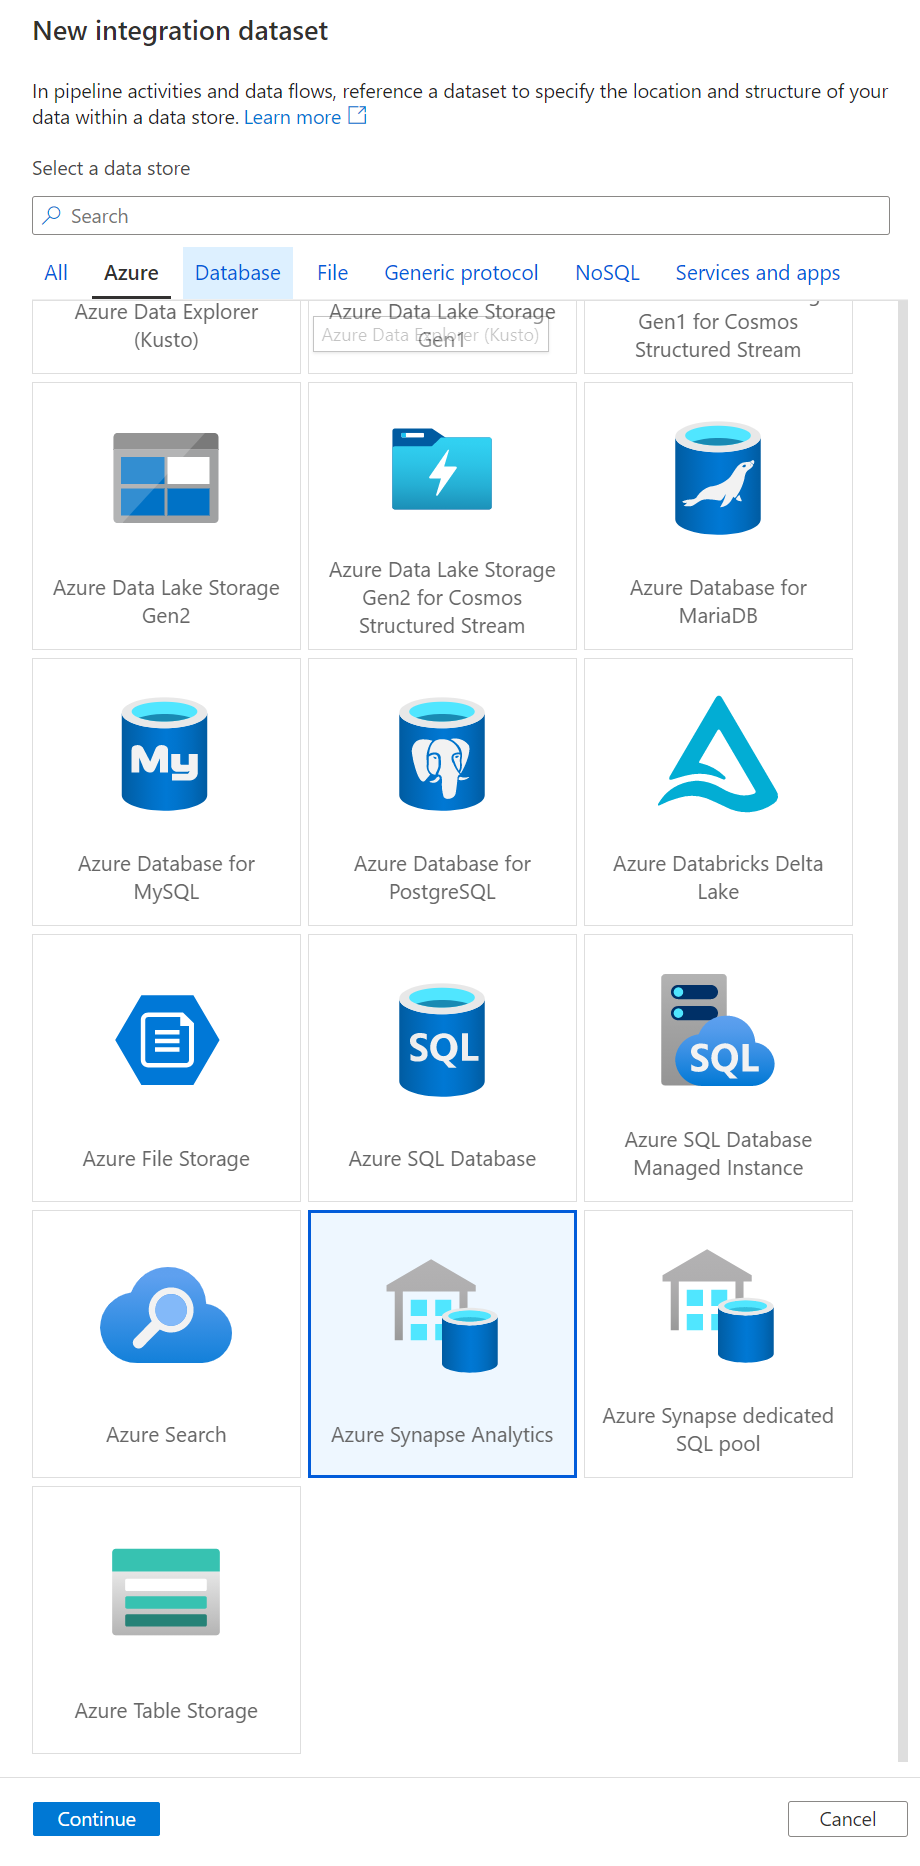 New integration dataset
In pipeline activities and data flows, reference a dataset to specify the location and structure of your
data within a data store. Learn more
Select a data store
Search
All Azure Database File Generic protocol NoSQL Services and apps
Azure Data Explorer
(Kusto)
Azure Data Lake Storage
Gen1
Azure Data Explorer (Kusto)
Gen1 for Cosmos
Structured Stream
Azure Data Lake Storage
Gen2
Azure Data Lake Storage
Gen2 for Cosmos
Structured Stream
Azure Database for
MariaDB
My
Azure Database for
MySQL
Azure Database for
PostgreSQL
Azure Databricks Delta
Lake
Azure File Storage
SQL
Azure SQL Database
SQL
Azure SQL Database
Managed Instance
Azure Search
Azure Synapse Analytics
Azure Synapse dedicated
SQL pool
Azure Table Storage
Continue
Cancel